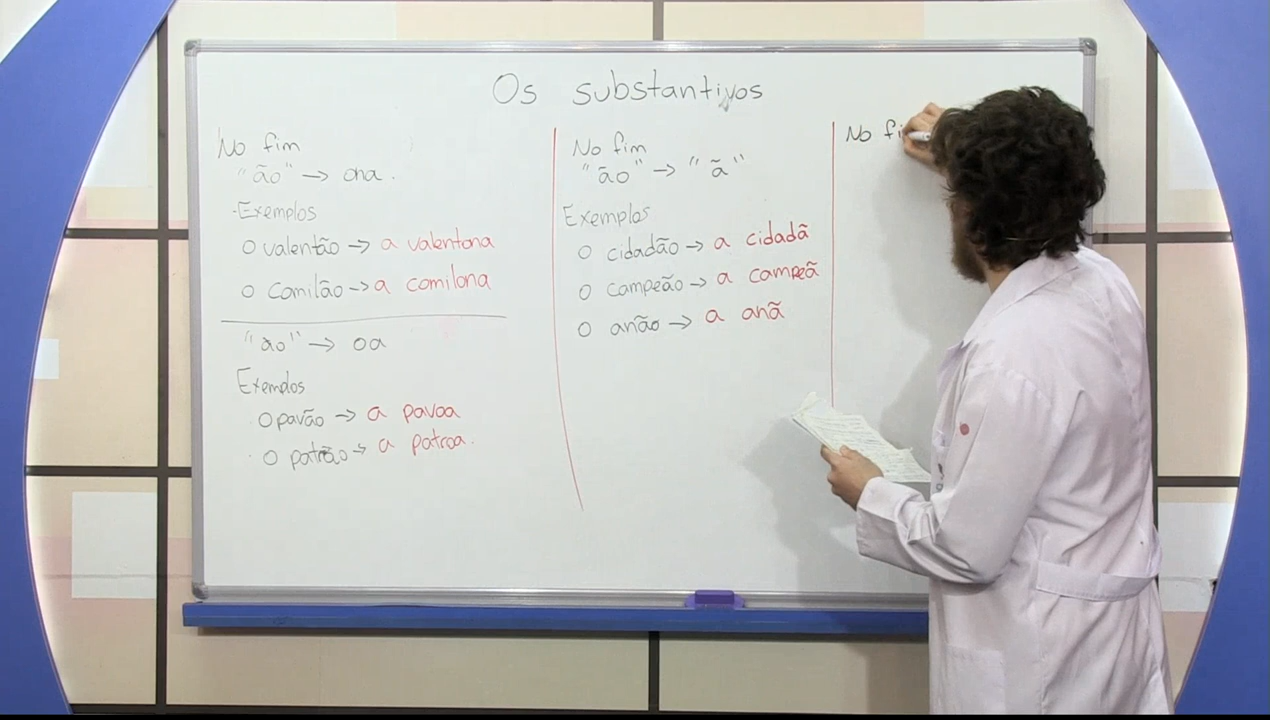 Os substantivos
No fim
"ão" → ona.
-Exemplos
O valentão → a valentona
O comilão → a comilona
"ão" → oa
Exemplos
O pavão → a pavoa
O patrão → a patroa.
No fim
"ão" → "ã"
Exemplos
O cidadão → a cidadã
O campeão → a campeã
O anão → a anã
No fi